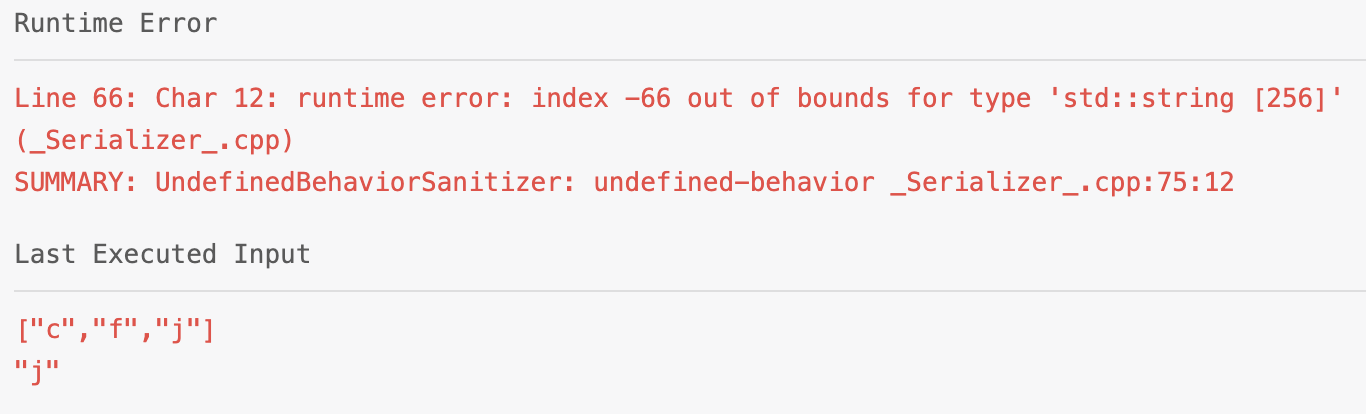 Runtime Error
Line 66: Char 12: runtime error: index -66 out of bounds for type 'std::string [256]'
(_Serializer_.cpp)
SUMMARY: UndefinedBehaviorSanitizer: undefined-behavior _Serializer_.cpp:75:12
Last Executed Input
["c","f","j"]
"j"